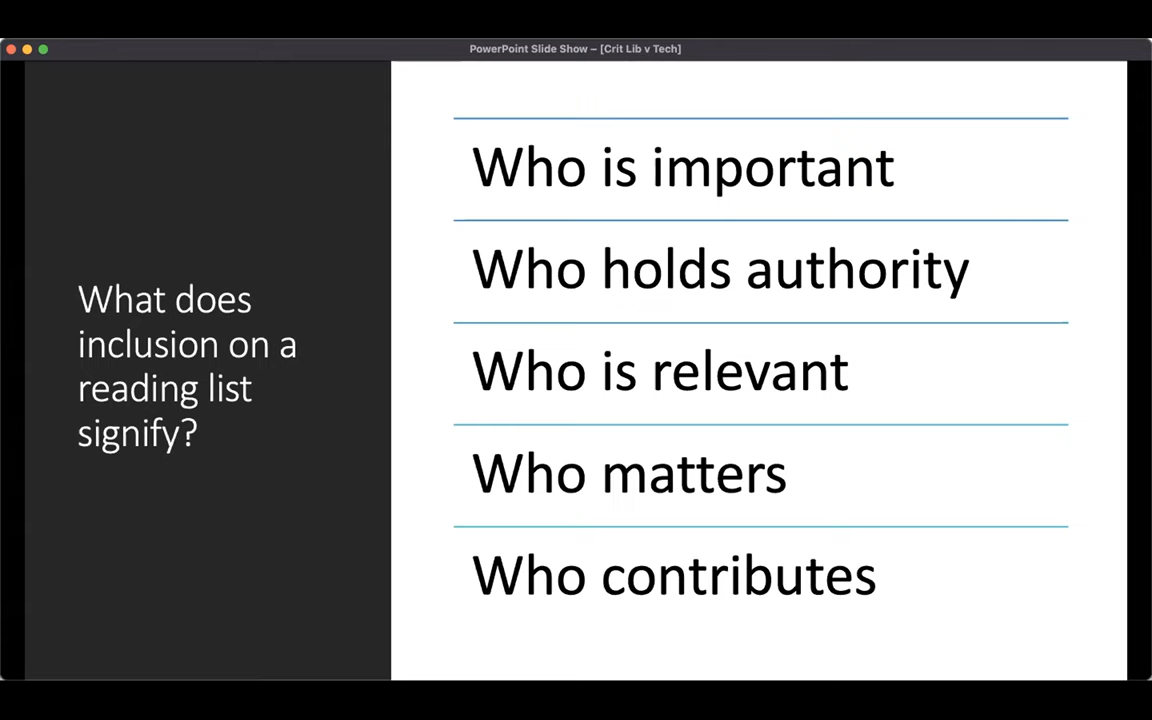 PowerPoint Slide Show – [Crit Lib v Tech]
What does
inclusion on a
reading list
signify?
Who is important
Who holds authority
Who is relevant
Who matters
Who contributes